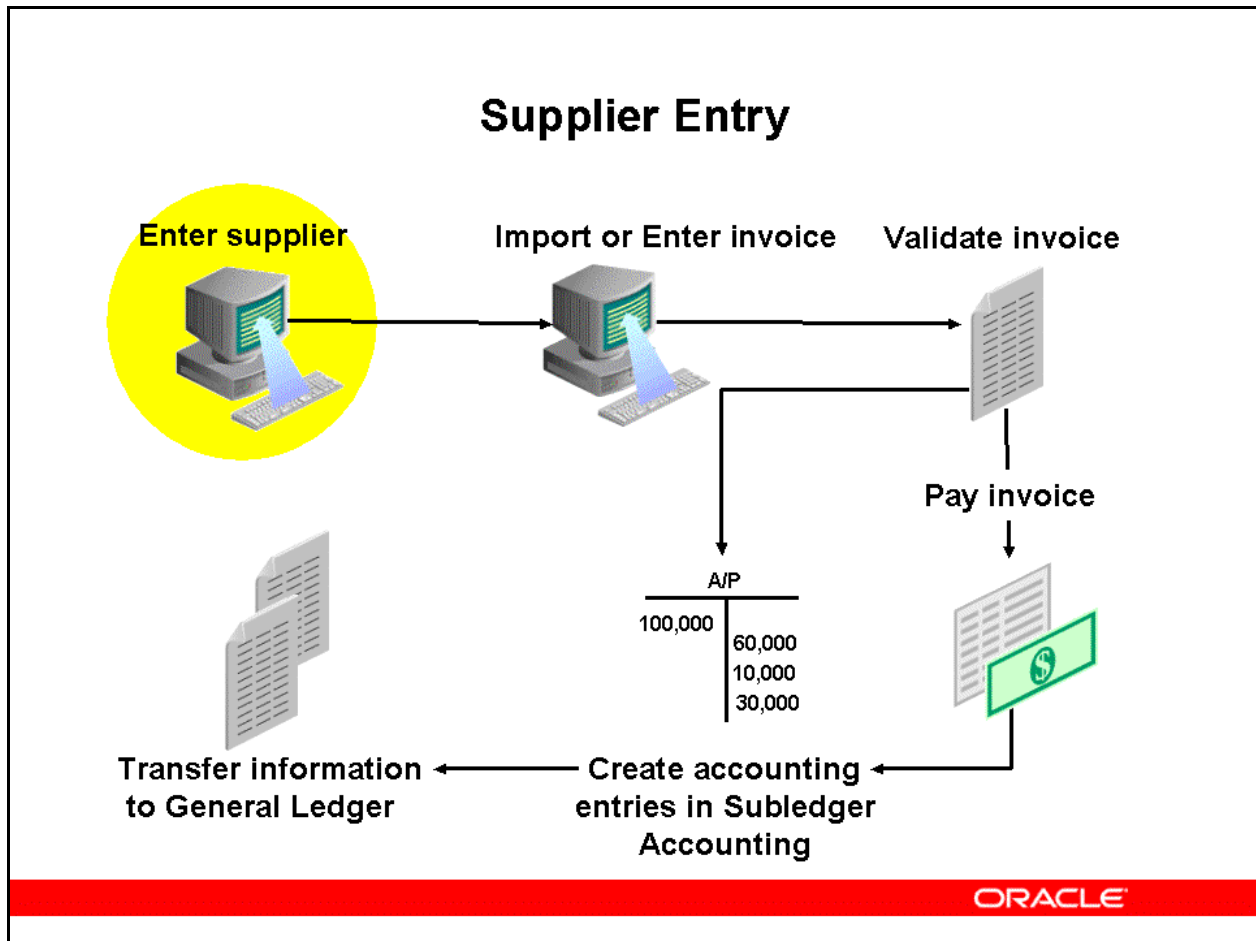 Supplier Entry
Enter supplier
Import or Enter invoice
Validate invoice
Pay invoice
A/P
100,000
60,000
10,000
30,000
$
Transfer information
to General Ledger
Create accounting
entries in Subledger
Accounting
ORACLE